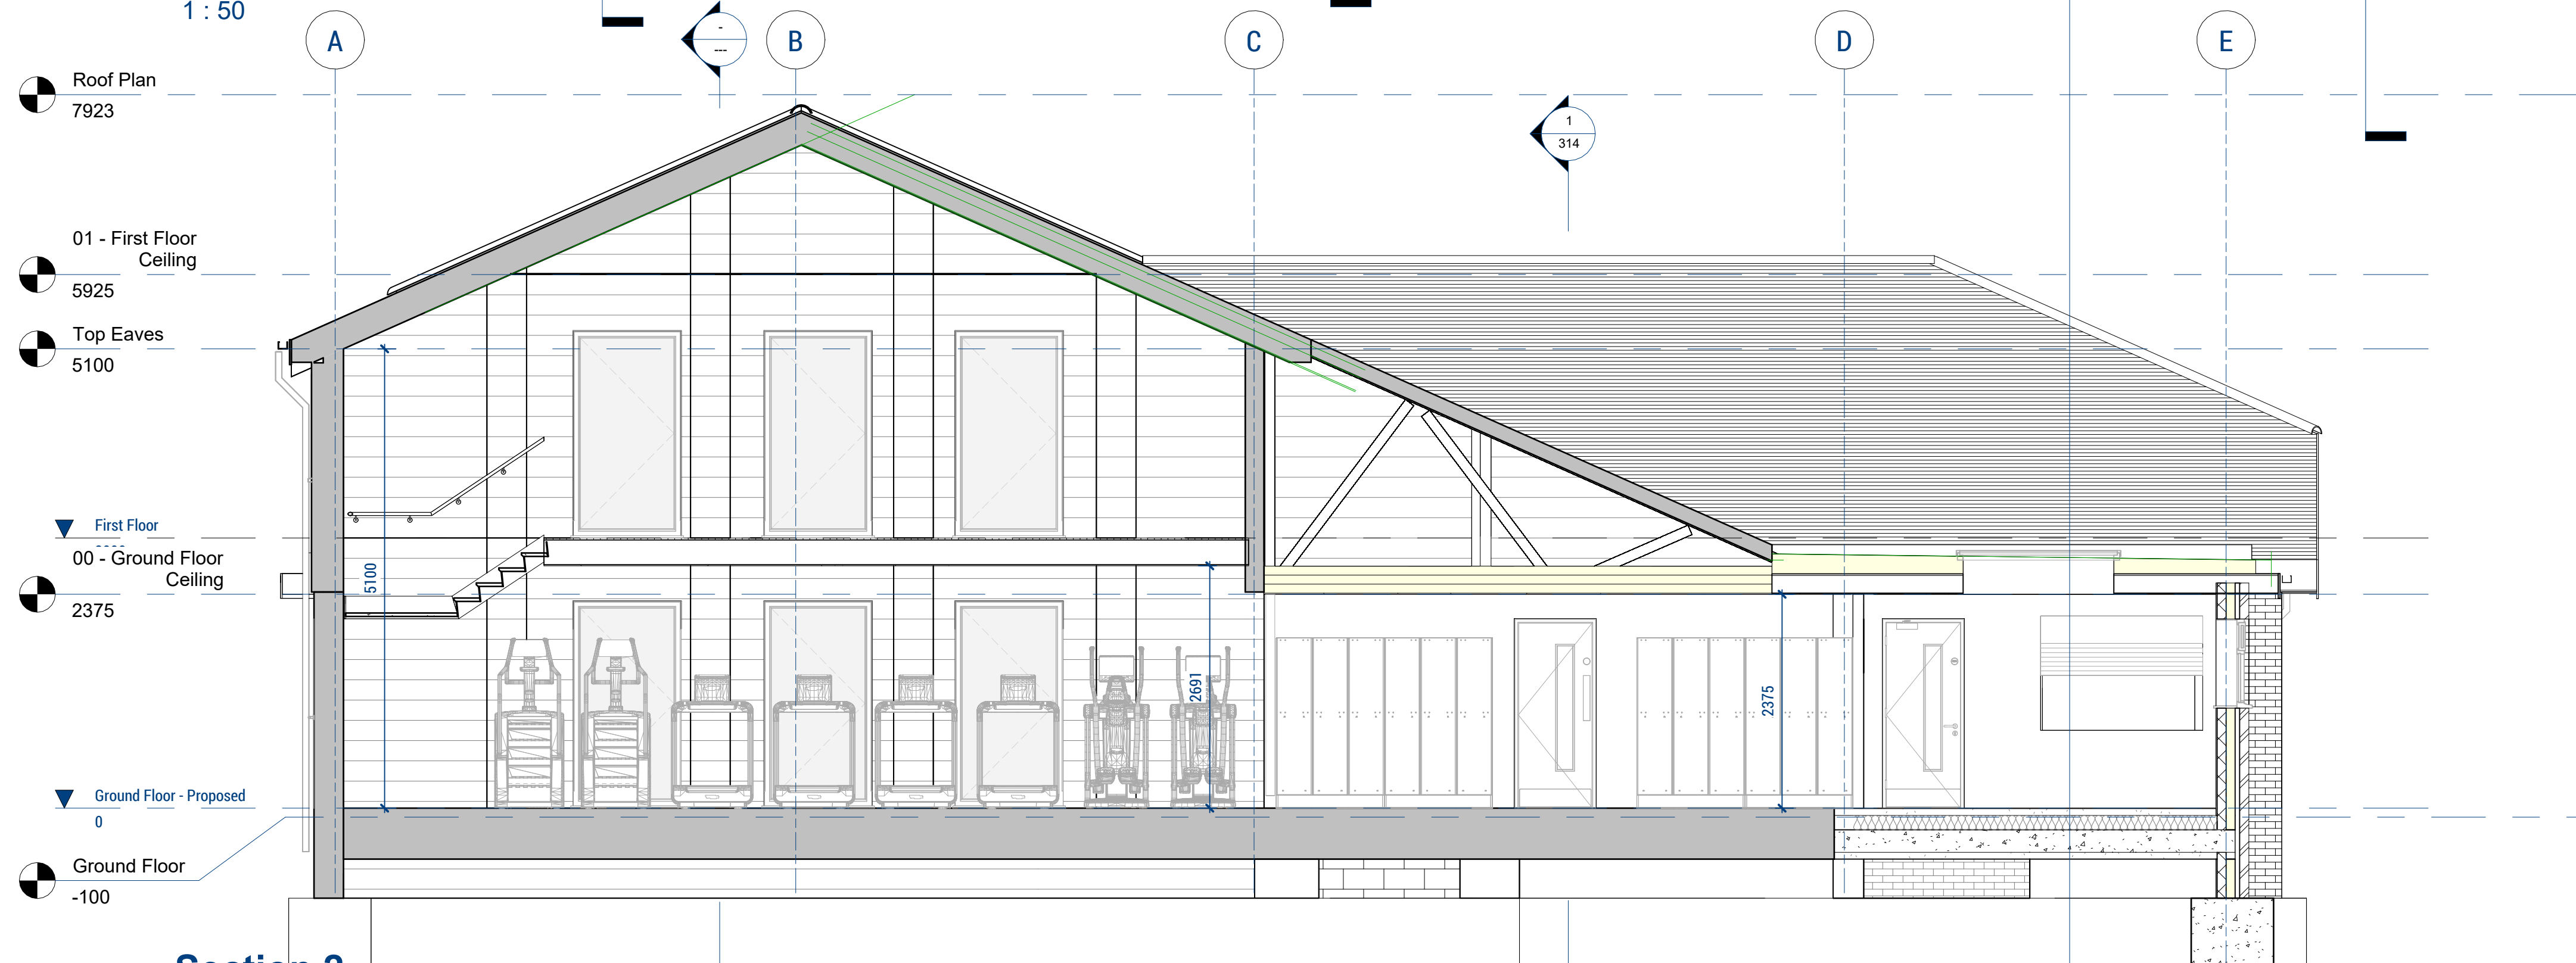 1 : 50
A
-
---
B
C
D
E
Roof Plan
7923
1
314
01 - First Floor
Ceiling
5925
Top Eaves
5100
First Floor
00 - Ground Floor
Ceiling
2375
5100
2691
2375
Ground Floor - Proposed
0
Ground Floor
-100